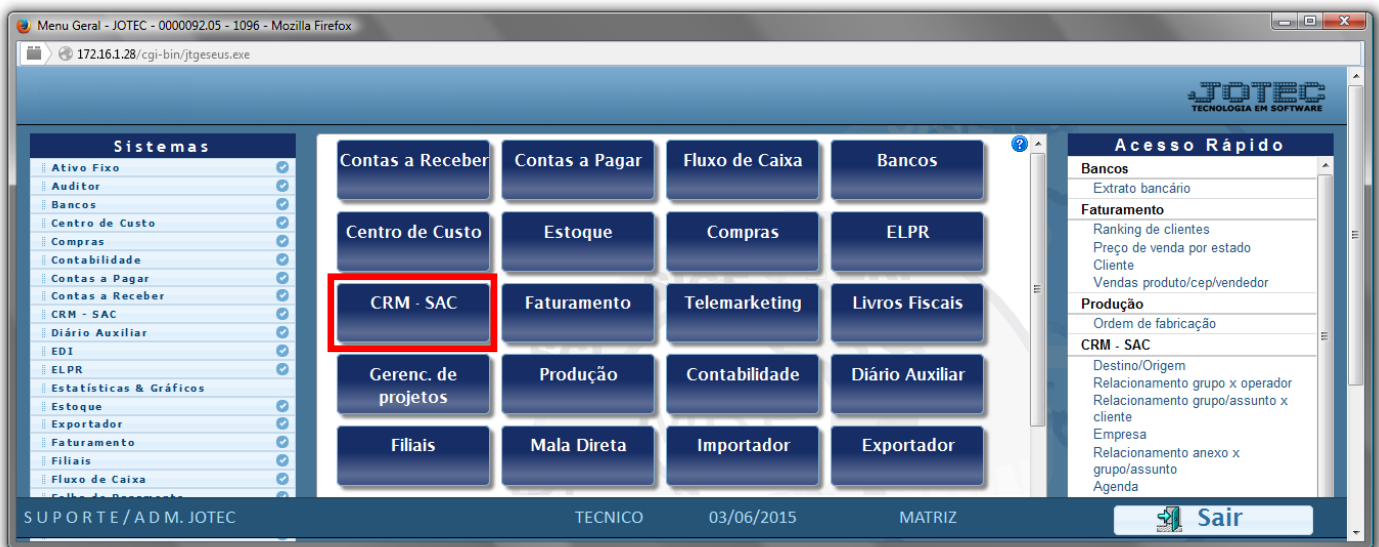 Menu Geral - JOTEC - 0000092.05 - 1096 - Mozilla Firefox
172.16.1.28/cgi-bin/jtgeseus.exe
JOTEC
TECNOLOGIA EM SOFTWARE
Sistemas
Ativo Fixo
Auditor
Bancos
Centro de Custo
Compras
Contabilidade
Contas a Pagar
Contas a Receber
CRM - SAC
Diário Auxiliar
EDI
ELPR
Estatísticas & Gráficos
Estoque
Exportador
Faturamento
Filiais
Fluxo de Caixa
Contas a Receber
Contas a Pagar
Fluxo de Caixa
Bancos
Centro de Custo
Estoque
Compras
ELPR
CRM - SAC
Faturamento
Telemarketing
Livros Fiscais
Gerenc. de
projetos
Produção
Contabilidade
Diário Auxiliar
Filiais
Mala Direta
Importador
Exportador
Acesso Rápido
Bancos
Extrato bancário
Faturamento
Ranking de clientes
Preço de venda por estado
Cliente
Vendas produto/cep/vendedor
Produção
Ordem de fabricação
CRM - SAC
Destino/Origem
Relacionamento grupo x operador
Relacionamento grupo/assunto x
cliente
Empresa
Relacionamento anexo x
grupo/assunto
Agenda
SUPORTE/ADM. JOTEC
TECNICO
03/06/2015
MATRIZ
Sair